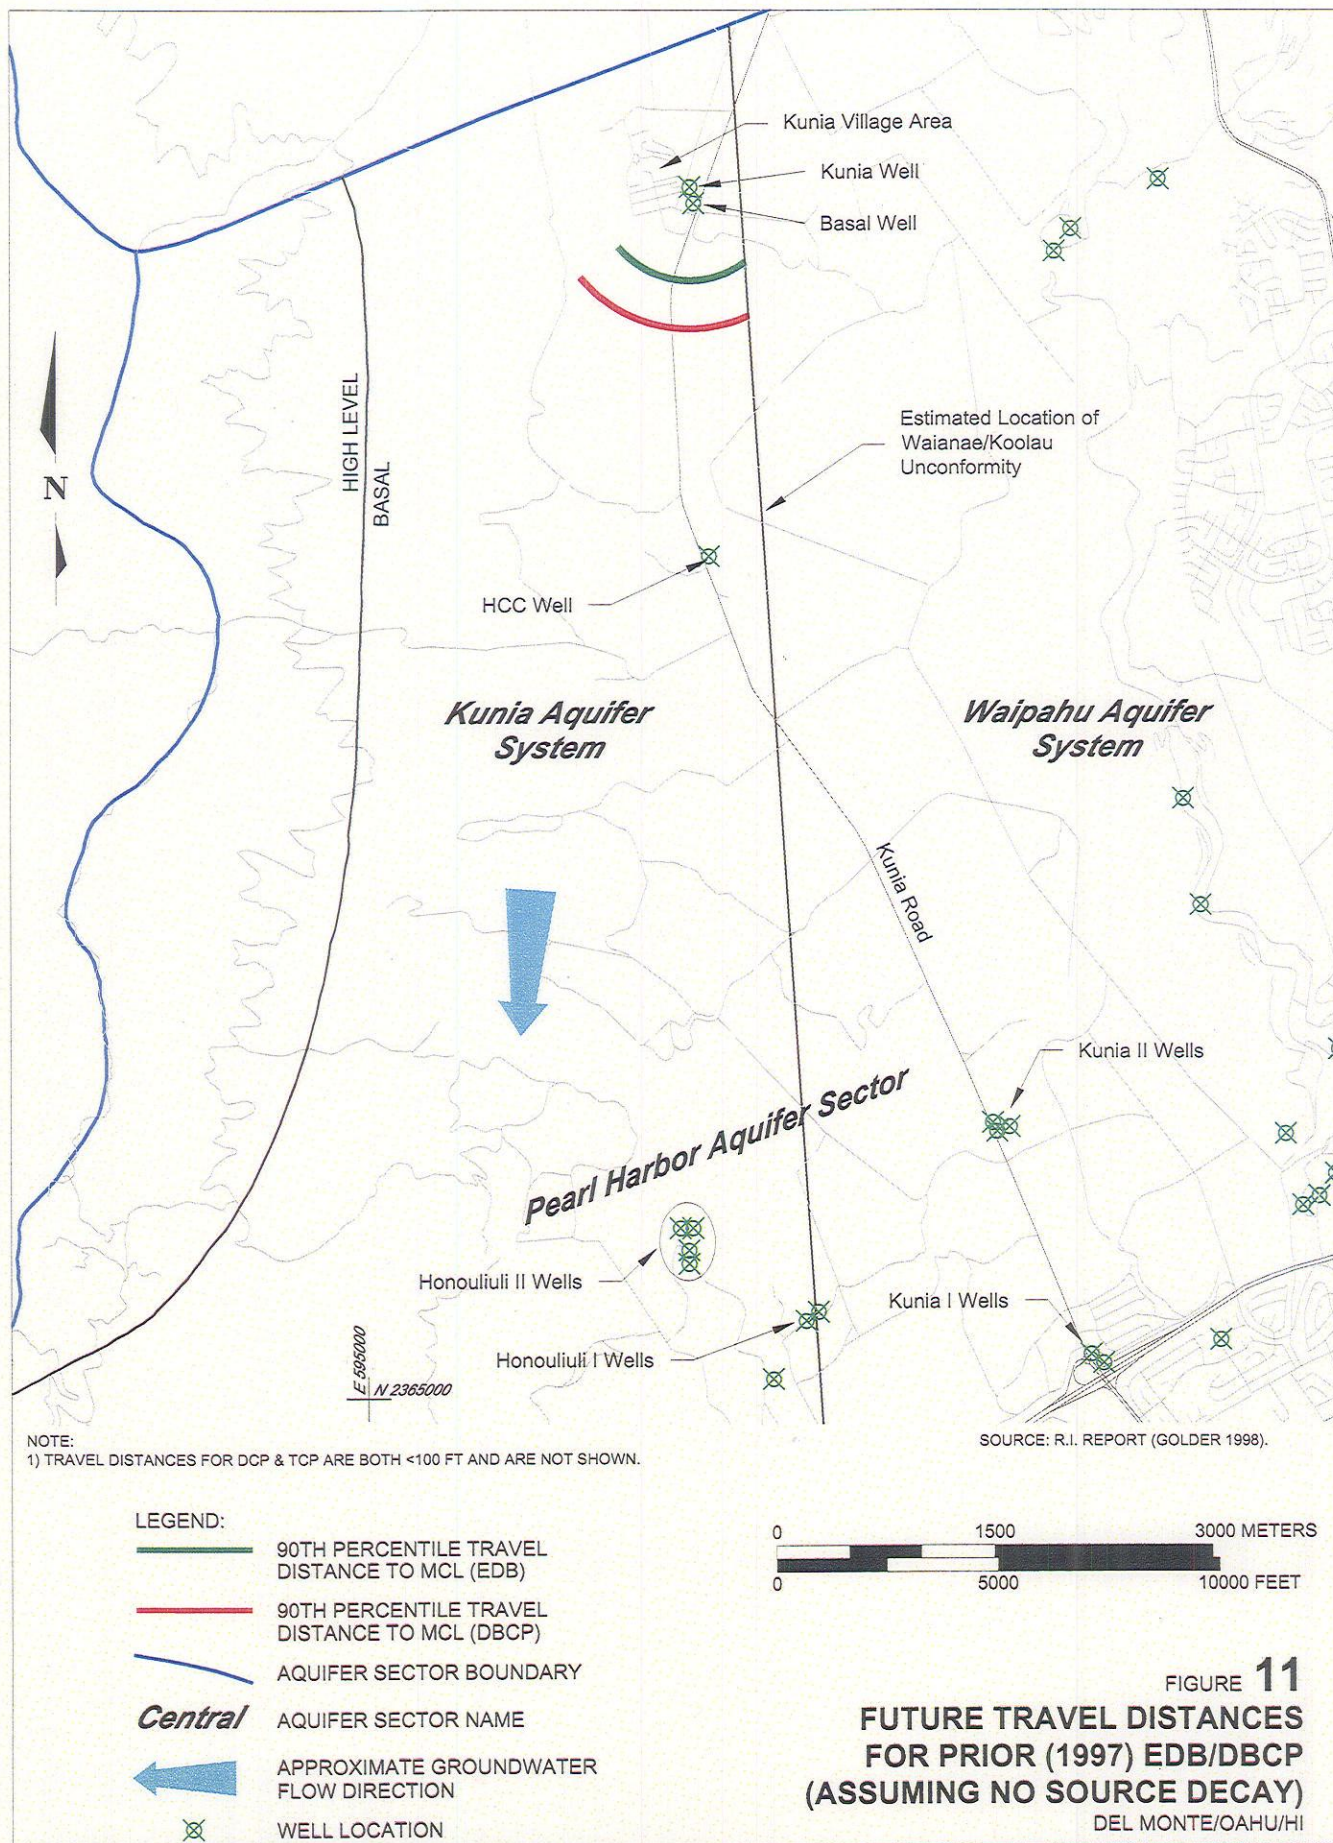 Kunia Village Area
Kunia Well
Basal Well
HIGH LEVEL
BASAL
N
Estimated Location of
Waianae/Koolau
Unconformity
HCC Well
Kunia Aquifer
System
Waipahu Aquifer
System
Kunia Road
Kunia II Wells
Pearl Harbor Aquifer Sector
Honouliuli II Wells
Kunia I Wells
Honouliuli I Wells
E 595000
N 2365000
NOTE:
1) TRAVEL DISTANCES FOR DCP & TCP ARE BOTH <100 FT AND ARE NOT SHOWN.
SOURCE: R.I. REPORT (GOLDER 1998).
LEGEND:
90TH PERCENTILE TRAVEL
DISTANCE TO MCL (EDB)
90TH PERCENTILE TRAVEL
DISTANCE TO MCL (DBCP)
AQUIFER SECTOR BOUNDARY
Central AQUIFER SECTOR NAME
APPROXIMATE GROUNDWATER
FLOW DIRECTION
WELL LOCATION
0 1500 3000 METERS
0 5000 10000 FEET
FIGURE 11
FUTURE TRAVEL DISTANCES
FOR PRIOR (1997) EDB/DBCP
(ASSUMING NO SOURCE DECAY)
DEL MONTE/OAHU/HI